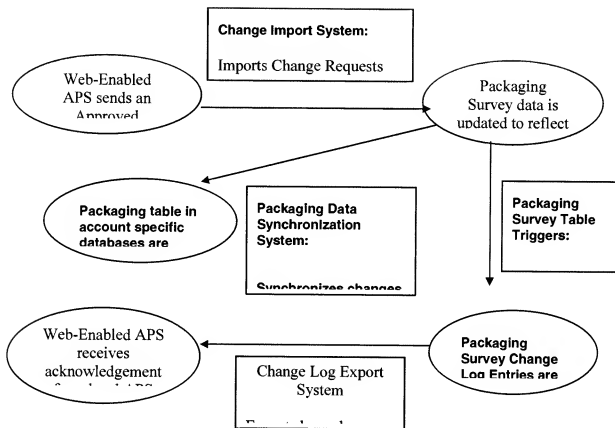 Change Import System:
Imports Change Requests
Web-Enabled
APS sends an
Approved
Packaging
Survey data is
updated to reflect
Packaging table in
account specific
databases are
Packaging Data
Synchronization
System:
Synchronizes changes
Packaging
Survey Table
Triggers:
Web-Enabled APS
receives
acknowledgement
Change Log Export
System
Packaging
Survey Change
Log Entries are